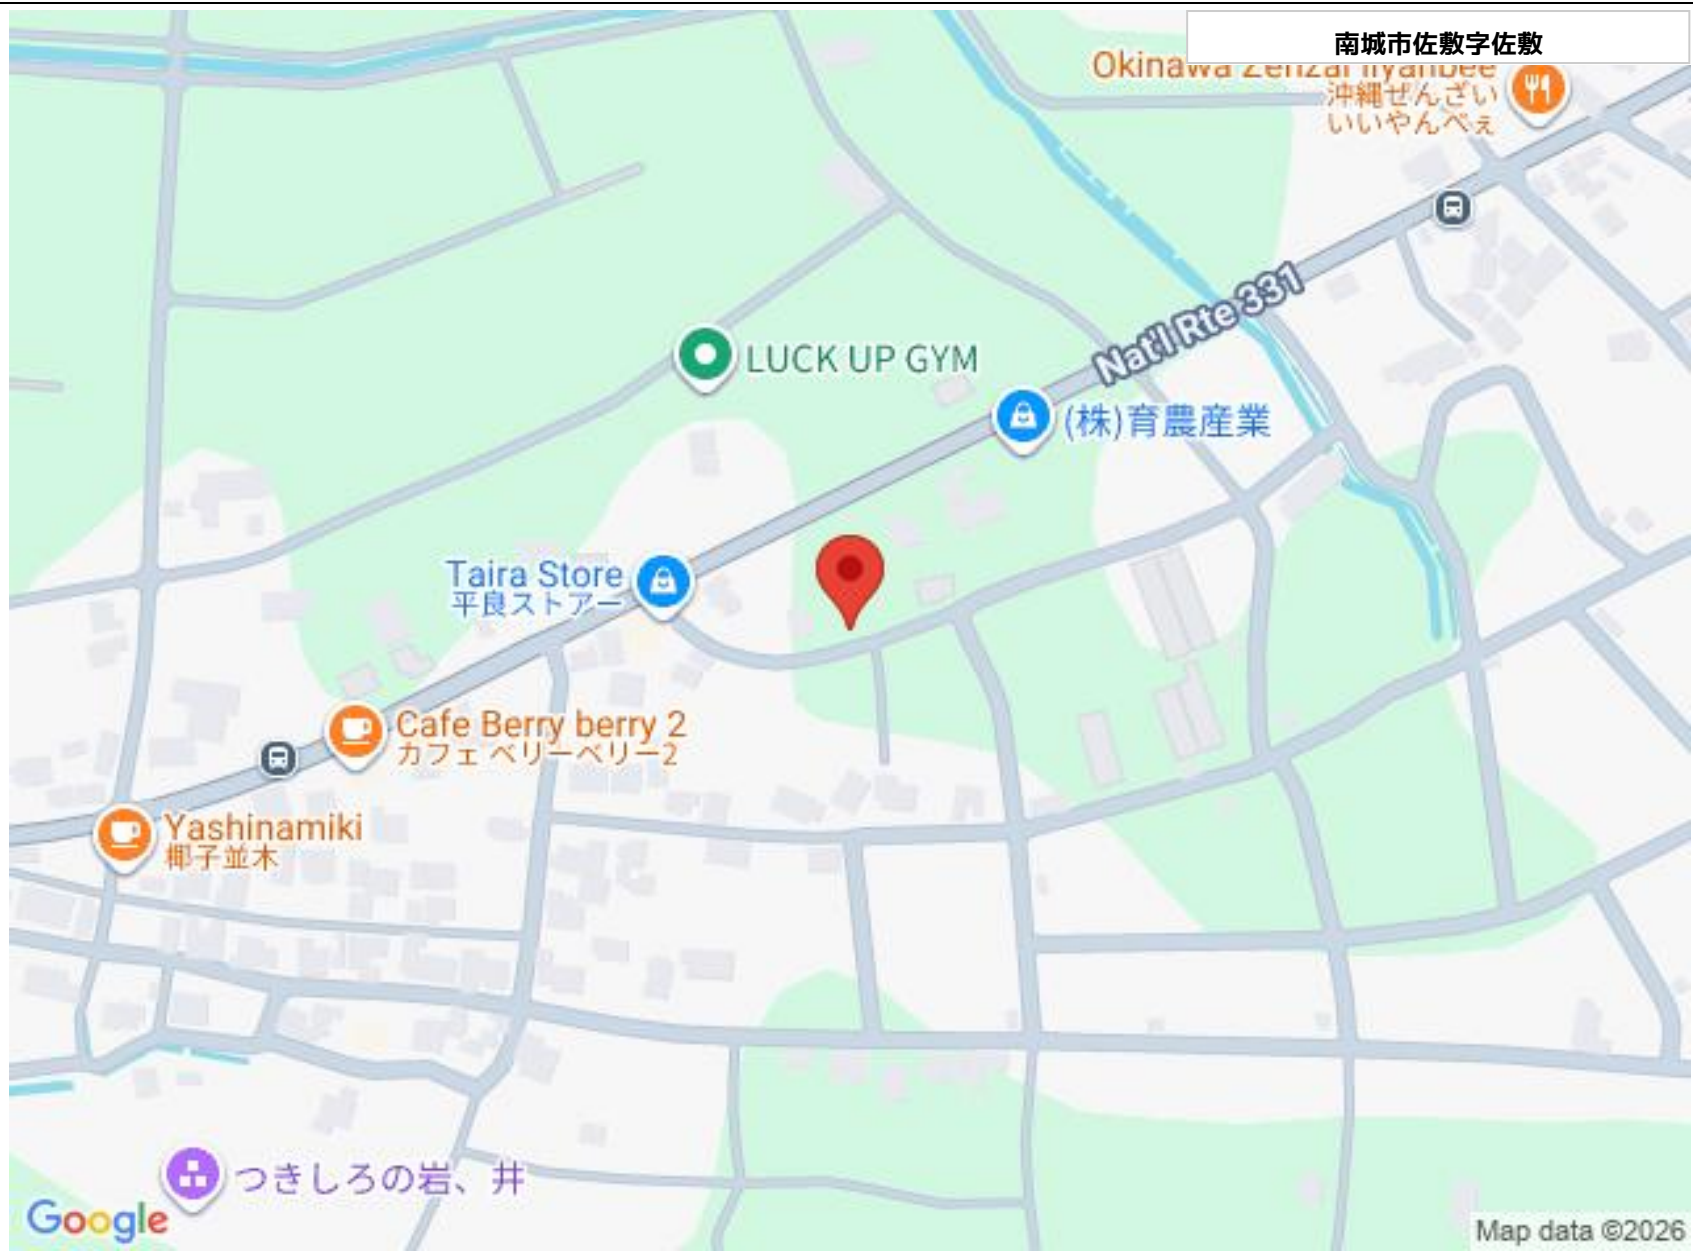 南城市佐敷字佐敷
Okinawa Zenzai Iiyanbee
沖縄ぜんざい
いいやんべぇ
Nat'l Rte 331
LUCK UP GYM
(株)育農産業
Taira Store
平良ストアー
Cafe Berry berry 2
カフェ ベリーベリー2
Yashinamiki
椰子並木
つきしろの岩、井
Google
Map data ©2026